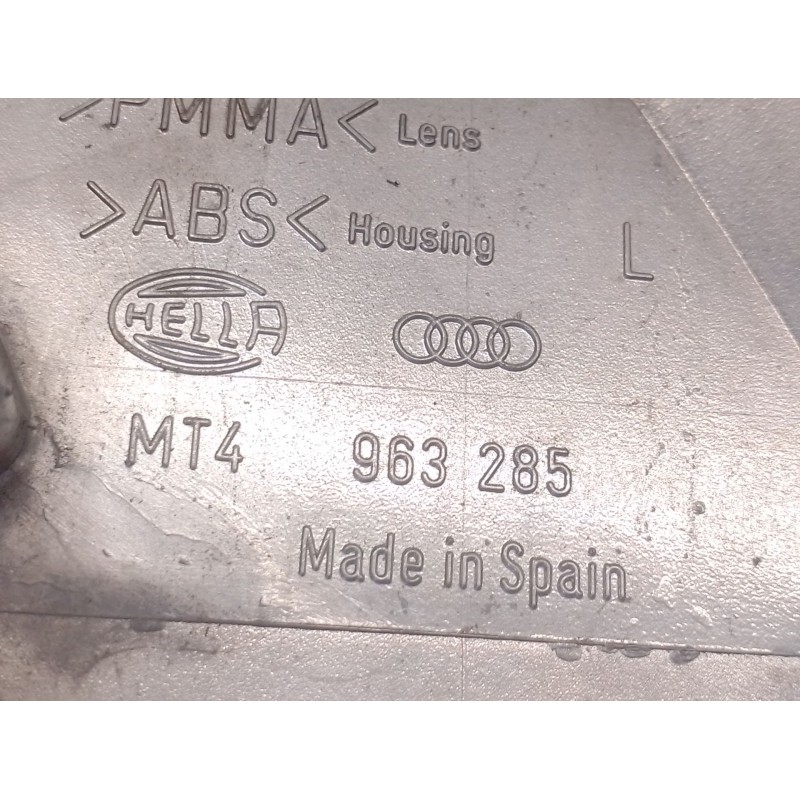 >PMMA< Lens
>ABS< Housing L
HELLA
MT4 963 285
Made in Spain